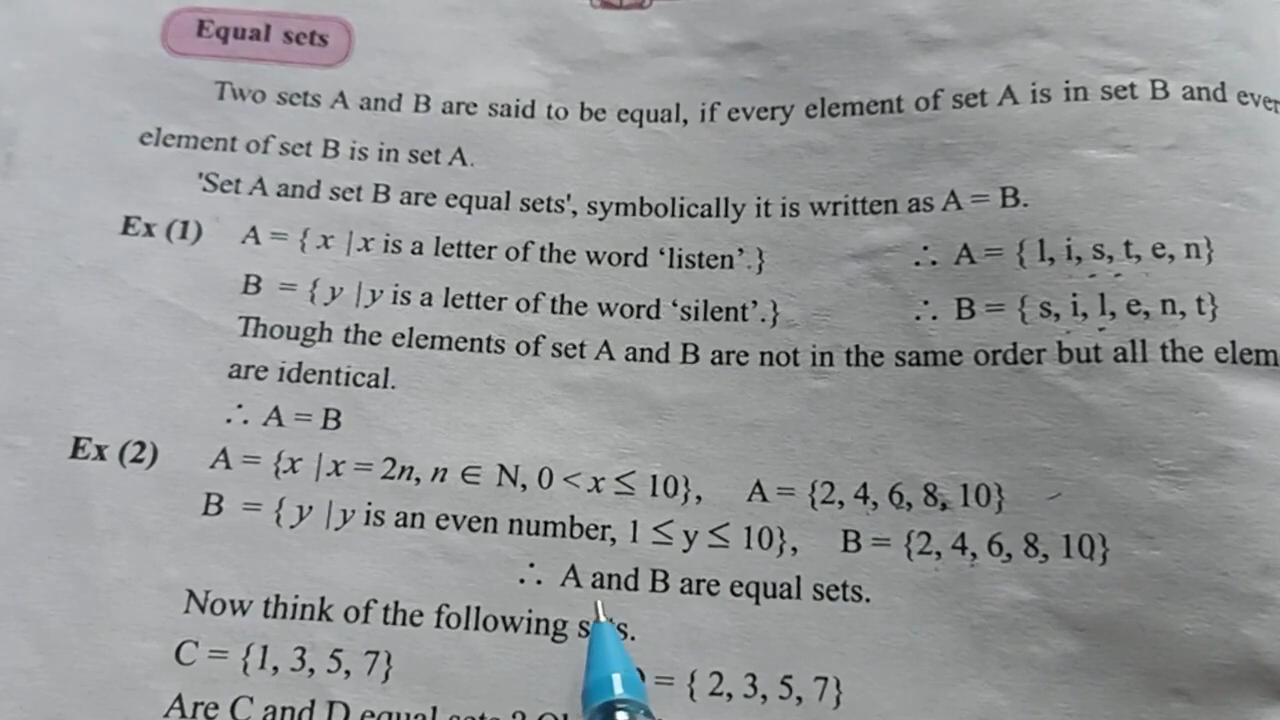 Equal sets
Two sets A and B are said to be equal, if every element of set A is in set B and
element of set B is in set A.
'Set A and set B are equal sets', symbolically it is written as A = B.
Ex (1) A = { x | x is a letter of the word ‘listen’.} ∴ A = { l, i, s, t, e, n}
B = { y | y is a letter of the word ‘silent’.} ∴ B = { s, i, l, e, n, t}
Though the elements of set A and B are not in the same order but all the
are identical.
∴ A = B
Ex (2) A = {x | x = 2n, n ∈ N, 0 < x ≤ 10}, A = {2, 4, 6, 8, 10}
B = { y | y is an even number, 1 ≤ y ≤ 10}, B = {2, 4, 6, 8, 10}
∴ A and B are equal sets.
Now think of the following
C = {1, 3, 5, 7} = { 2, 3, 5, 7}
Are C and D equal sets ?